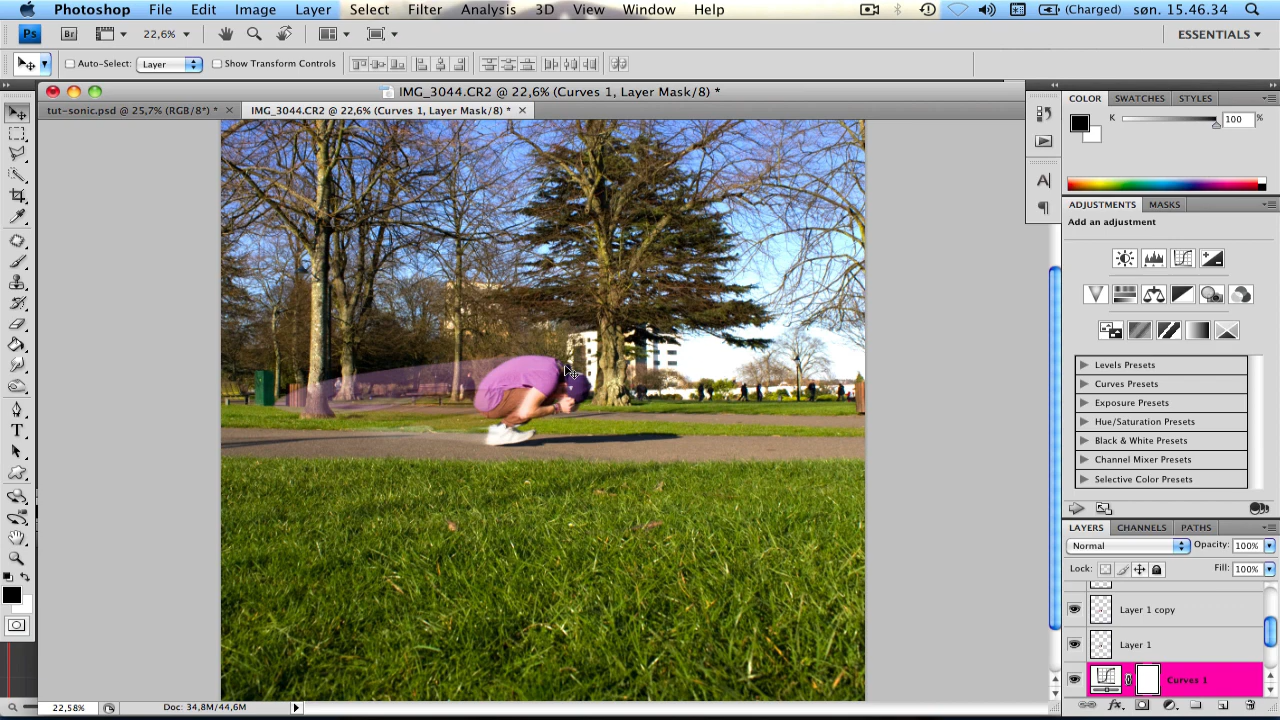 Photoshop File Edit Image Layer Select Filter Analysis 3D View Window Help (Charged) søn. 15.46.34
Ps Br 22,6% ESSENTIALS
Auto-Select: Layer Show Transform Controls
IMG_3044.CR2 @ 22,6% (Curves 1, Layer Mask/8) *
tut-sonic.psd @ 25,7% (RGB/8*) * IMG_3044.CR2 @ 22,6% (Curves 1, Layer Mask/8) *
COLOR SWATCHES STYLES
K 100 %
ADJUSTMENTS MASKS
Add an adjustment
Levels Presets
Curves Presets
Exposure Presets
Hue/Saturation Presets
Black & White Presets
Channel Mixer Presets
Selective Color Presets
LAYERS CHANNELS PATHS
Normal Opacity: 100%
Lock: Fill: 100%
Layer 1 copy
Layer 1
Curves 1
22,58% Doc: 34,8M/44,6M